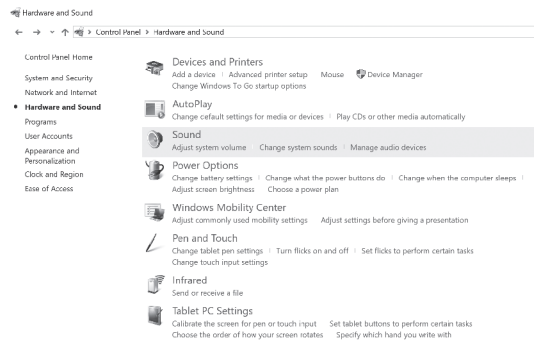 Hardware and Sound
Control Panel > Hardware and Sound
Control Panel Home
System and Security
Network and Internet
Hardware and Sound
Programs
User Accounts
Appearance and
Personalization
Clock and Region
Ease of Access
Devices and Printers
Add a device | Advanced printer setup Mouse Device Manager
Change Windows To Go startup options
AutoPlay
Change default settings for media or devices | Play CDs or other media automatically
Sound
Adjust system volume | Change system sounds | Manage audio devices
Power Options
Change battery settings | Change what the power buttons do | Change when the computer sleeps |
Adjust screen brightness Choose a power plan
Windows Mobility Center
Adjust commonly used mobility settings Adjust settings before giving a presentation
Pen and Touch
Change tablet pen settings | Turn flicks on and off | Set flicks to perform certain tasks
Change touch input settings
Infrared
Send or receive a file
Tablet PC Settings
Calibrate the screen for pen or touch input Set tablet buttons to perform certain tasks
Choose the order of how your screen rotates Specify which hand you write with